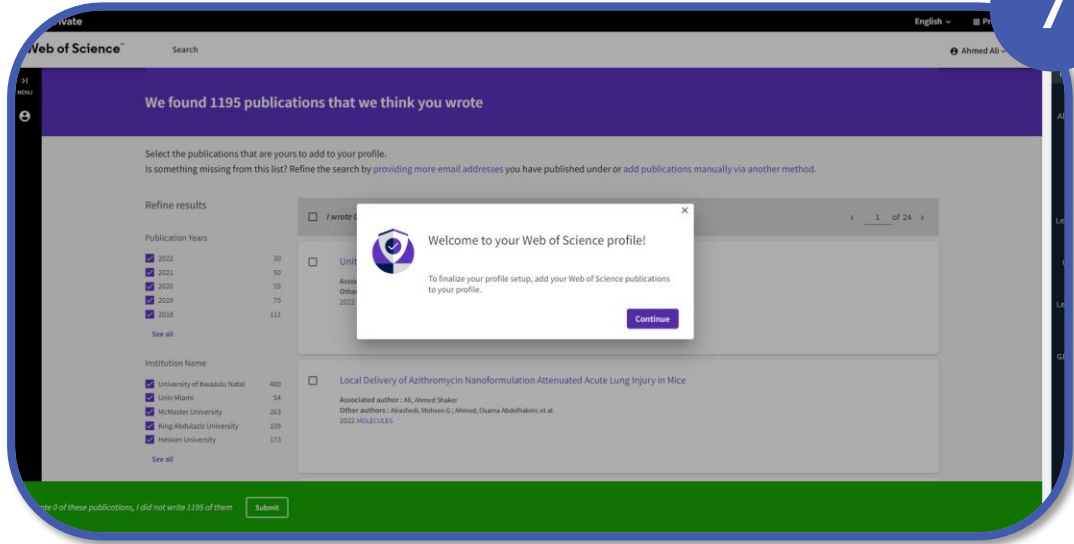 English
7
Web of Science™
Search
Ahmed Ali
MENU
We found 1195 publications that we think you wrote
Select the publications that are yours to add to your profile.
Is something missing from this list? Refine the search by providing more email addresses you have published under or add publications manually via another method.
Refine results
I wrote
1 of 24
Publication Years
2022 30
2021 50
2020 55
2019 75
2018 111
See all
Institution Name
University of Kwazulu Natal 480
Univ Miami 54
McMaster University 263
King Abdulaziz University 109
Helwan University 173
See all
Welcome to your Web of Science profile!
To finalize your profile setup, add your Web of Science publications
to your profile.
Continue
2022
Local Delivery of Azithromycin Nanoformulation Attenuated Acute Lung Injury in Mice
Associated author : Ali, Ahmed Shaker
Other authors : Alrashedi, Mohsen G.; Ahmed, Osama Abdelhakim; et al.
2022 MOLECULES
0 of these publications, I did not write 1195 of them
Submit